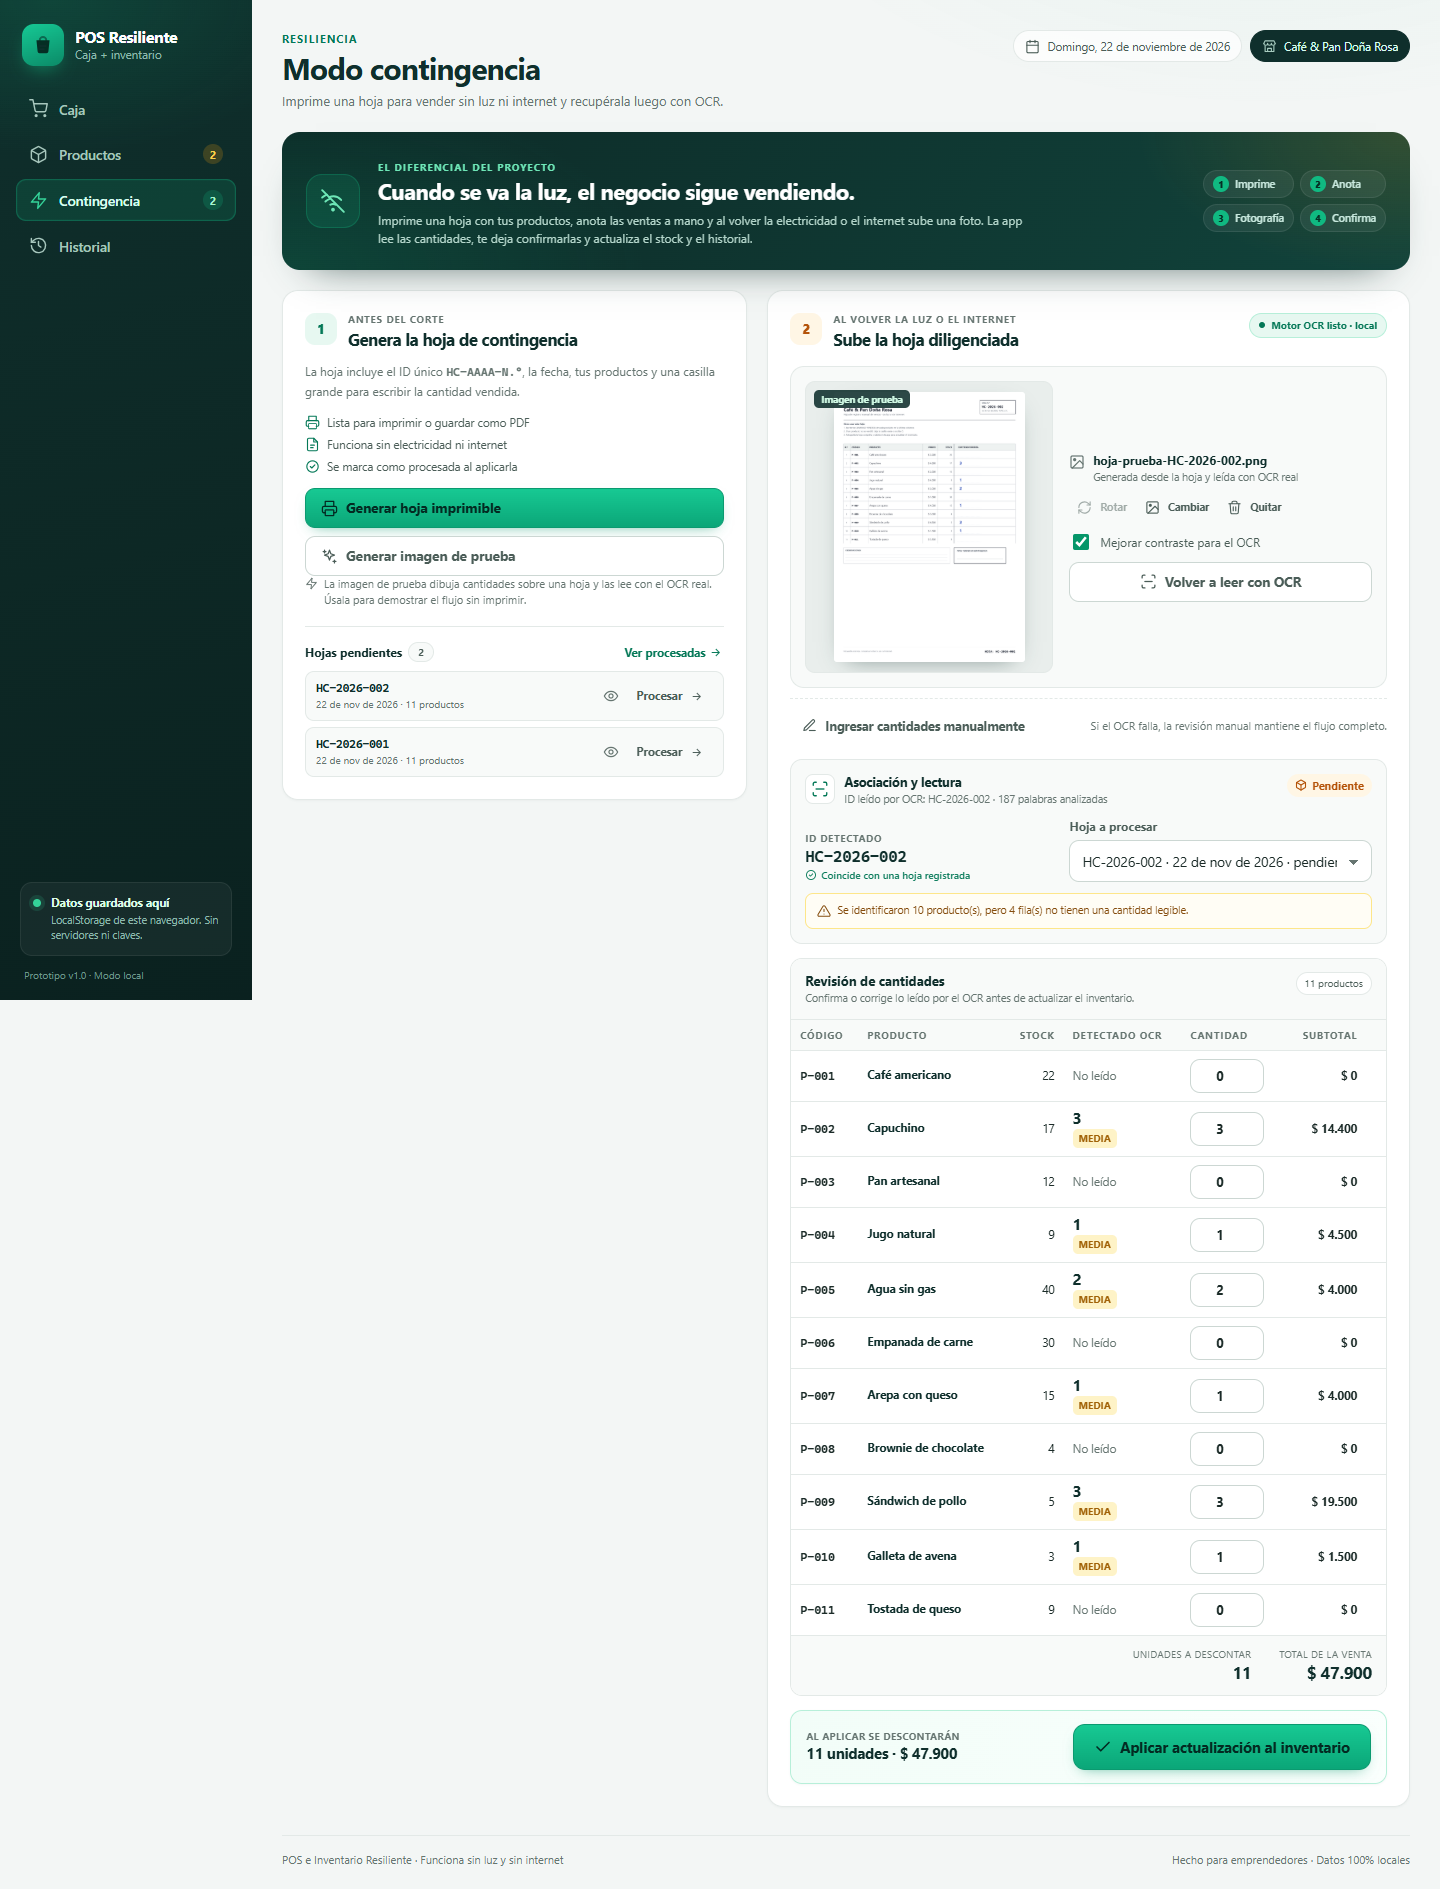 POS Resiliente
Caja + inventario
Caja
Productos 2
Contingencia 2
Historial
Datos guardados aquí
LocalStorage de este navegador. Sin
servidores ni claves.
Prototipo v1.0 · Modo local
RESILIENCIA
Modo contingencia
Imprime una hoja para vender sin luz ni internet y recupérala luego con OCR.
Domingo, 22 de noviembre de 2026
Café & Pan Doña Rosa
EL DIFERENCIAL DEL PROYECTO
Cuando se va la luz, el negocio sigue vendiendo.
Imprime una hoja con tus productos, anota las ventas a mano y al volver la electricidad o el internet sube una foto. La app
lee las cantidades, te deja confirmarlas y actualiza el stock y el historial.
1 Imprime
2 Anota
3 Fotografía
4 Confirma
1
ANTES DEL CORTE
Genera la hoja de contingencia
La hoja incluye el ID único HC-AAAA-N.°, la fecha, tus productos y una casilla
grande para escribir la cantidad vendida.
Lista para imprimir o guardar como PDF
Funciona sin electricidad ni internet
Se marca como procesada al aplicarla
Generar hoja imprimible
Generar imagen de prueba
La imagen de prueba dibuja cantidades sobre una hoja y las lee con el OCR real.
Úsala para demostrar el flujo sin imprimir.
Hojas pendientes 2
Ver procesadas →
HC-2026-002
22 de nov de 2026 · 11 productos
Procesar →
HC-2026-001
22 de nov de 2026 · 11 productos
Procesar →
2
AL VOLVER LA LUZ O EL INTERNET
Sube la hoja diligenciada
Motor OCR listo · local
Imagen de prueba
Café & Pan Doña Rosa
hoja-prueba-HC-2026-002.png
Generada desde la hoja y leída con OCR real
Rotar
Cambiar
Quitar
Mejorar contraste para el OCR
Volver a leer con OCR
Ingresar cantidades manualmente
Si el OCR falla, la revisión manual mantiene el flujo completo.
Asociación y lectura
ID leído por OCR: HC-2026-002 · 187 palabras analizadas
Pendiente
ID DETECTADO
HC-2026-002
Coincide con una hoja registrada
Hoja a procesar
HC-2026-002 · 22 de nov de 2026 · pendier
Se identificaron 10 producto(s), pero 4 fila(s) no tienen una cantidad legible.
Revisión de cantidades
Confirma o corrige lo leído por el OCR antes de actualizar el inventario.
11 productos
CÓDIGO PRODUCTO STOCK DETECTADO OCR CANTIDAD SUBTOTAL
P-001 Café americano 22 No leído 0 $ 0
P-002 Capuchino 17 3 MEDIA 3 $ 14.400
P-003 Pan artesanal 12 No leído 0 $ 0
P-004 Jugo natural 9 1 MEDIA 1 $ 4.500
P-005 Agua sin gas 40 2 MEDIA 2 $ 4.000
P-006 Empanada de carne 30 No leído 0 $ 0
P-007 Arepa con queso 15 1 MEDIA 1 $ 4.000
P-008 Brownie de chocolate 4 No leído 0 $ 0
P-009 Sándwich de pollo 5 3 MEDIA 3 $ 19.500
P-010 Galleta de avena 3 1 MEDIA 1 $ 1.500
P-011 Tostada de queso 9 No leído 0 $ 0
UNIDADES A DESCONTAR
11
TOTAL DE LA VENTA
$ 47.900
AL APLICAR SE DESCONTARÁN
11 unidades · $ 47.900
Aplicar actualización al inventario
POS e Inventario Resiliente · Funciona sin luz y sin internet
Hecho para emprendedores · Datos 100% locales